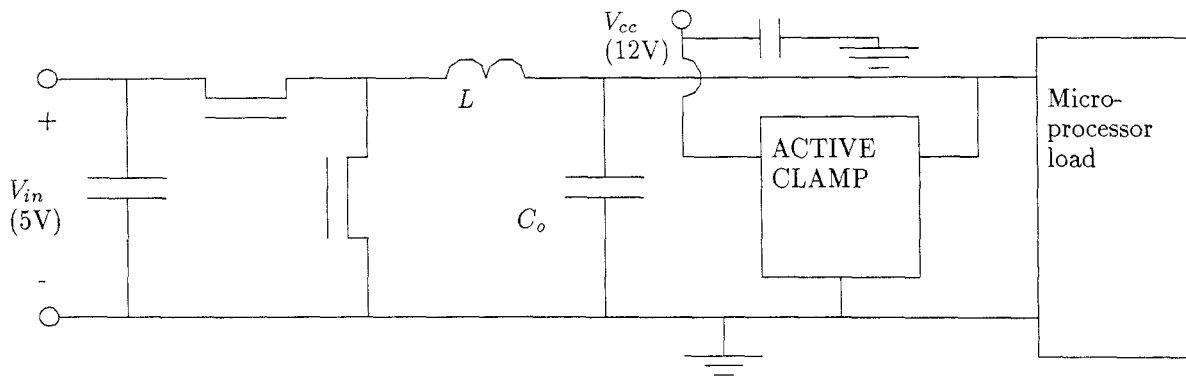 V_cc
(12V)
+
V_in
(5V)
-
L
C_o
ACTIVE
CLAMP
Micro-
processor
load